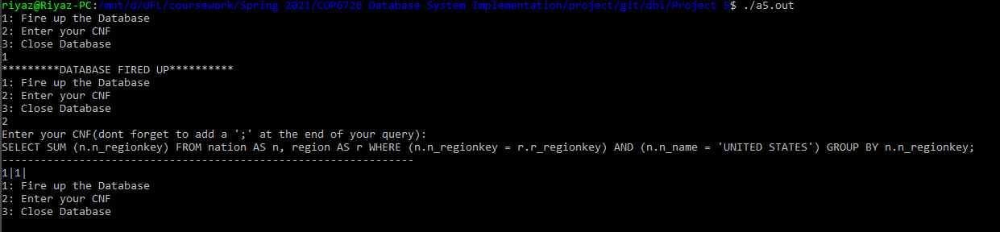 riyaz@Riyaz-PC:/mnt/d/UFL/coursework/Spring 2021/COP6726 Database System Implementation/project/git/dbi/Project 5$ ./a5.out
1: Fire up the Database
2: Enter your CNF
3: Close Database
1
*********DATABASE FIRED UP**********
1: Fire up the Database
2: Enter your CNF
3: Close Database
2
Enter your CNF(dont forget to add a ';' at the end of your query):
SELECT SUM (n.n_regionkey) FROM nation AS n, region AS r WHERE (n.n_regionkey = r.r_regionkey) AND (n.n_name = 'UNITED STATES') GROUP BY n.n_regionkey;
----------------------------------------------------------------
1|1|
1: Fire up the Database
2: Enter your CNF
3: Close Database